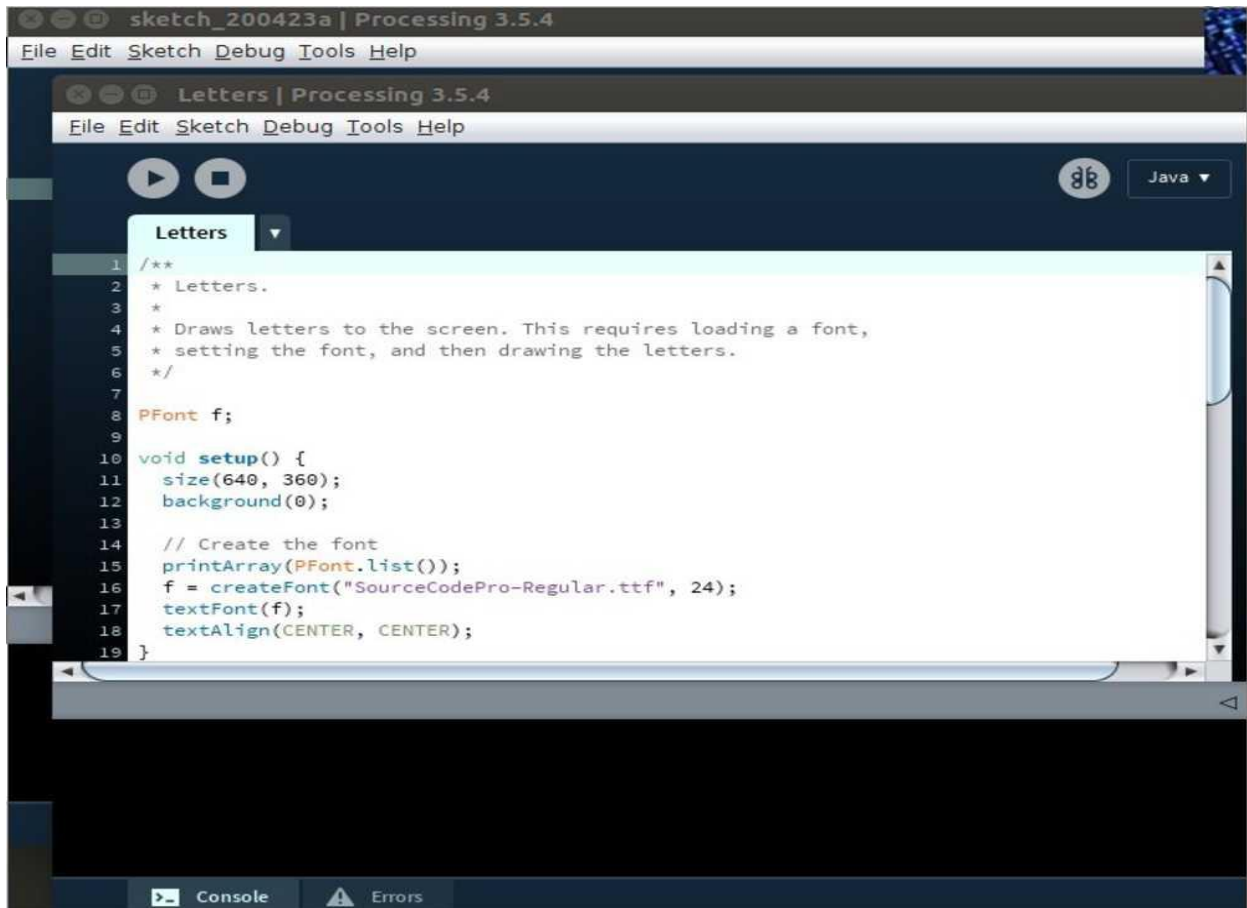 sketch_200423a | Processing 3.5.4
File Edit Sketch Debug Tools Help
Letters | Processing 3.5.4
File Edit Sketch Debug Tools Help
Java ▼
Letters ▼
1 /**
2  * Letters.
3  *
4  * Draws letters to the screen. This requires loading a font,
5  * setting the font, and then drawing the letters.
6  */
7
8 PFont f;
9
10 void setup() {
11   size(640, 360);
12   background(0);
13
14   // Create the font
15   printArray(PFont.list());
16   f = createFont("SourceCodePro-Regular.ttf", 24);
17   textFont(f);
18   textAlign(CENTER, CENTER);
19 }
>_ Console Errors